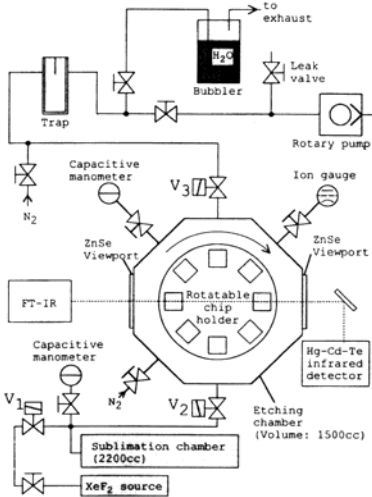 to
exhaust
H₂O
Bubbler
Leak
valve
Trap
Rotary pump
Capacitive
manometer
V₃
Ion gauge
N₂
ZnSe
Viewport
ZnSe
Viewport
FT-IR
Rotatable
chip
holder
Capacitive
manometer
Hg-Cd-Te
infrared
detector
V₁
N₂
V₂
Etching
chamber
(Volume: 1500cc)
Sublimation chamber
(2200cc)
XeF₂ source